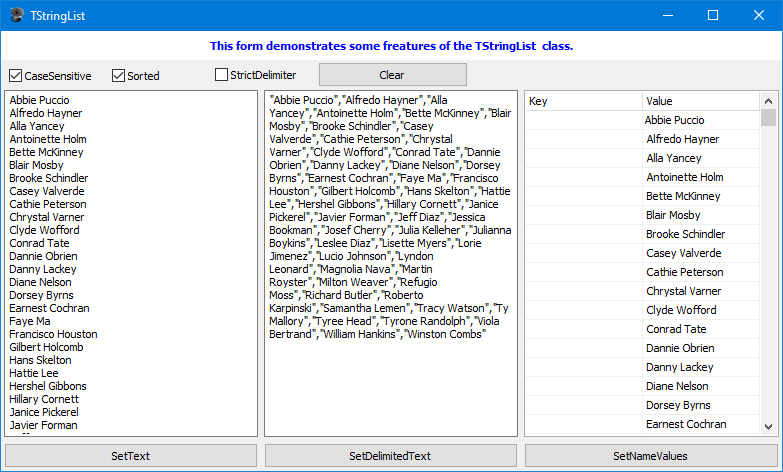 TStringList
This form demonstrates some freatures of the TStringList class.
CaseSensitive
Sorted
StrictDelimiter
Clear
Abbie Puccio
Alfredo Hayner
Alla Yancey
Antoinette Holm
Bette McKinney
Blair Mosby
Brooke Schindler
Casey Valverde
Cathie Peterson
Chrystal Varner
Clyde Wofford
Conrad Tate
Dannie Obrien
Danny Lackey
Diane Nelson
Dorsey Byrns
Earnest Cochran
Faye Ma
Francisco Houston
Gilbert Holcomb
Hans Skelton
Hattie Lee
Hershel Gibbons
Hillary Cornett
Janice Pickerel
Javier Forman
"Abbie Puccio","Alfredo Hayner","Alla
Yancey","Antoinette Holm","Bette McKinney","Blair
Mosby","Brooke Schindler","Casey
Valverde","Cathie Peterson","Chrystal
Varner","Clyde Wofford","Conrad Tate","Dannie
Obrien","Danny Lackey","Diane Nelson","Dorsey
Byrns","Earnest Cochran","Faye Ma","Francisco
Houston","Gilbert Holcomb","Hans Skelton","Hattie
Lee","Hershel Gibbons","Hillary Cornett","Janice
Pickerel","Javier Forman","Jeff Diaz","Jessica
Bookman","Josef Cherry","Julia Kelleher","Julianna
Boykins","Leslee Diaz","Lisette Myers","Lorie
Jimenez","Lucio Johnson","Lyndon
Leonard","Magnolia Nava","Martin
Royster","Milton Weaver","Refugio
Moss","Richard Butler","Roberto
Karpinski","Samantha Lemen","Tracy Watson","Ty
Mallory","Tyree Head","Tyrone Randolph","Viola
Bertrand","William Hankins","Winston Combs"
Key
Value
Abbie Puccio
Alfredo Hayner
Alla Yancey
Antoinette Holm
Bette McKinney
Blair Mosby
Brooke Schindler
Casey Valverde
Cathie Peterson
Chrystal Varner
Clyde Wofford
Conrad Tate
Dannie Obrien
Danny Lackey
Diane Nelson
Dorsey Byrns
Earnest Cochran
SetText
SetDelimitedText
SetNameValues